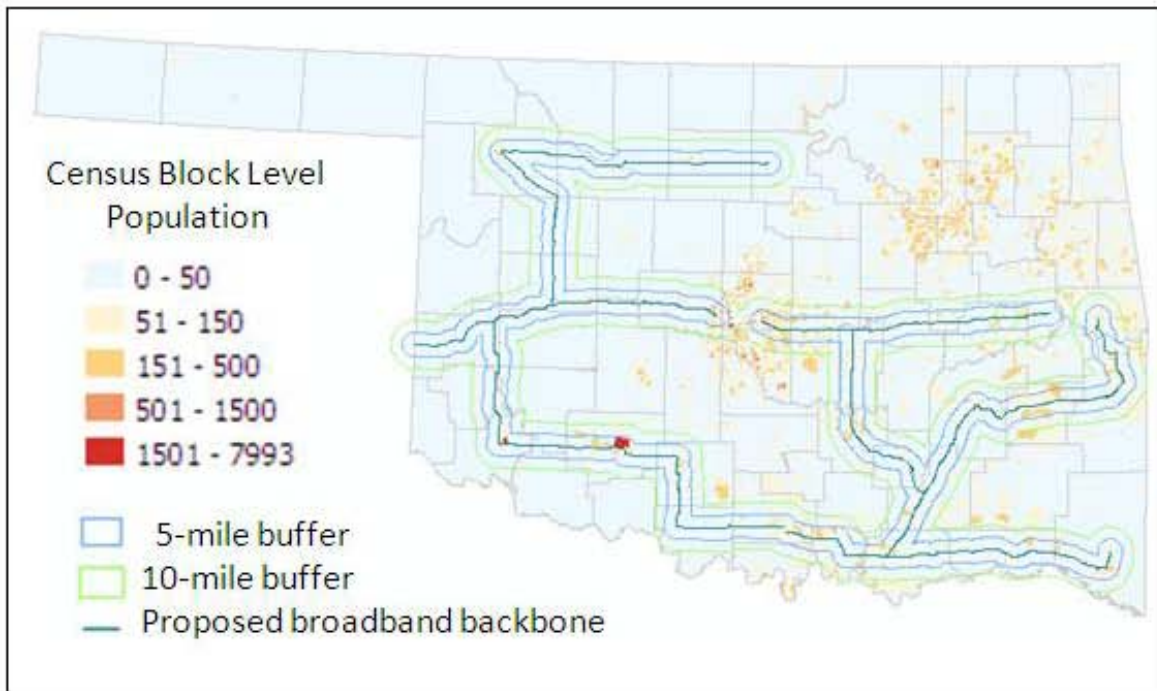 Census Block Level
Population
0 - 50
51 - 150
151 - 500
501 - 1500
1501 - 7993
5-mile buffer
10-mile buffer
Proposed broadband backbone